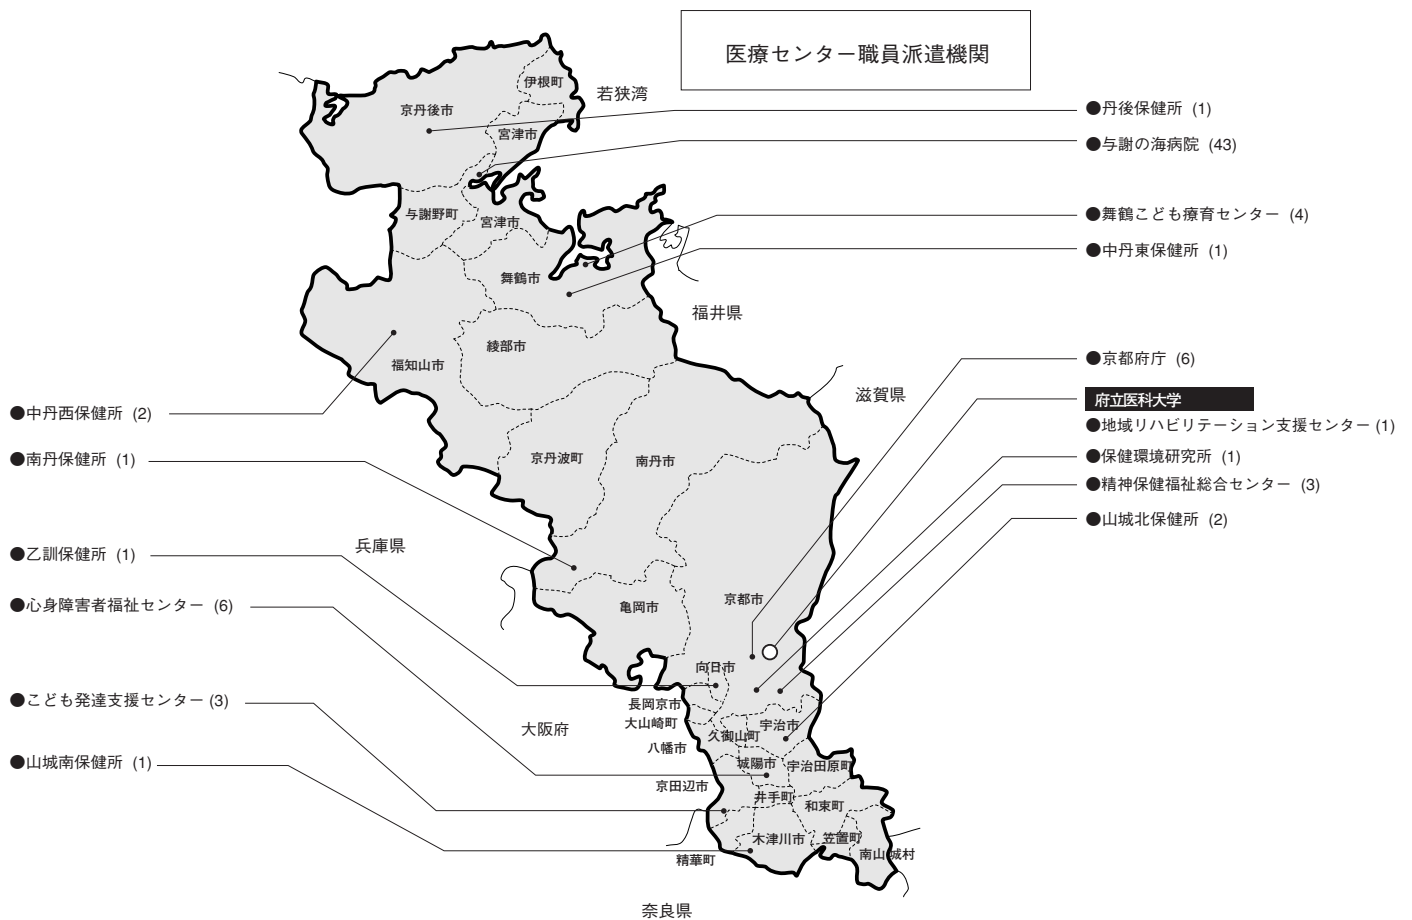 医療センター職員派遣機関
伊根町
若狭湾
京丹後市
宮津市
●丹後保健所 (1)
●与謝の海病院 (43)
与謝野町
宮津市
●舞鶴こども療育センター (4)
●中丹東保健所 (1)
舞鶴市
福井県
綾部市
福知山市
●京都府庁 (6)
滋賀県
府立医科大学
●中丹西保健所 (2)
●地域リハビリテーション支援センター (1)
●南丹保健所 (1)
京丹波町
南丹市
●保健環境研究所 (1)
●精神保健福祉総合センター (3)
●山城北保健所 (2)
●乙訓保健所 (1)
兵庫県
●心身障害者福祉センター (6)
亀岡市
京都市
向日市
●こども発達支援センター (3)
長岡京市
大山崎町
大阪府
宇治市
久御山町
八幡市
●山城南保健所 (1)
城陽市
宇治田原町
京田辺市
井手町
和束町
木津川市
笠置町
精華町
南山城村
奈良県